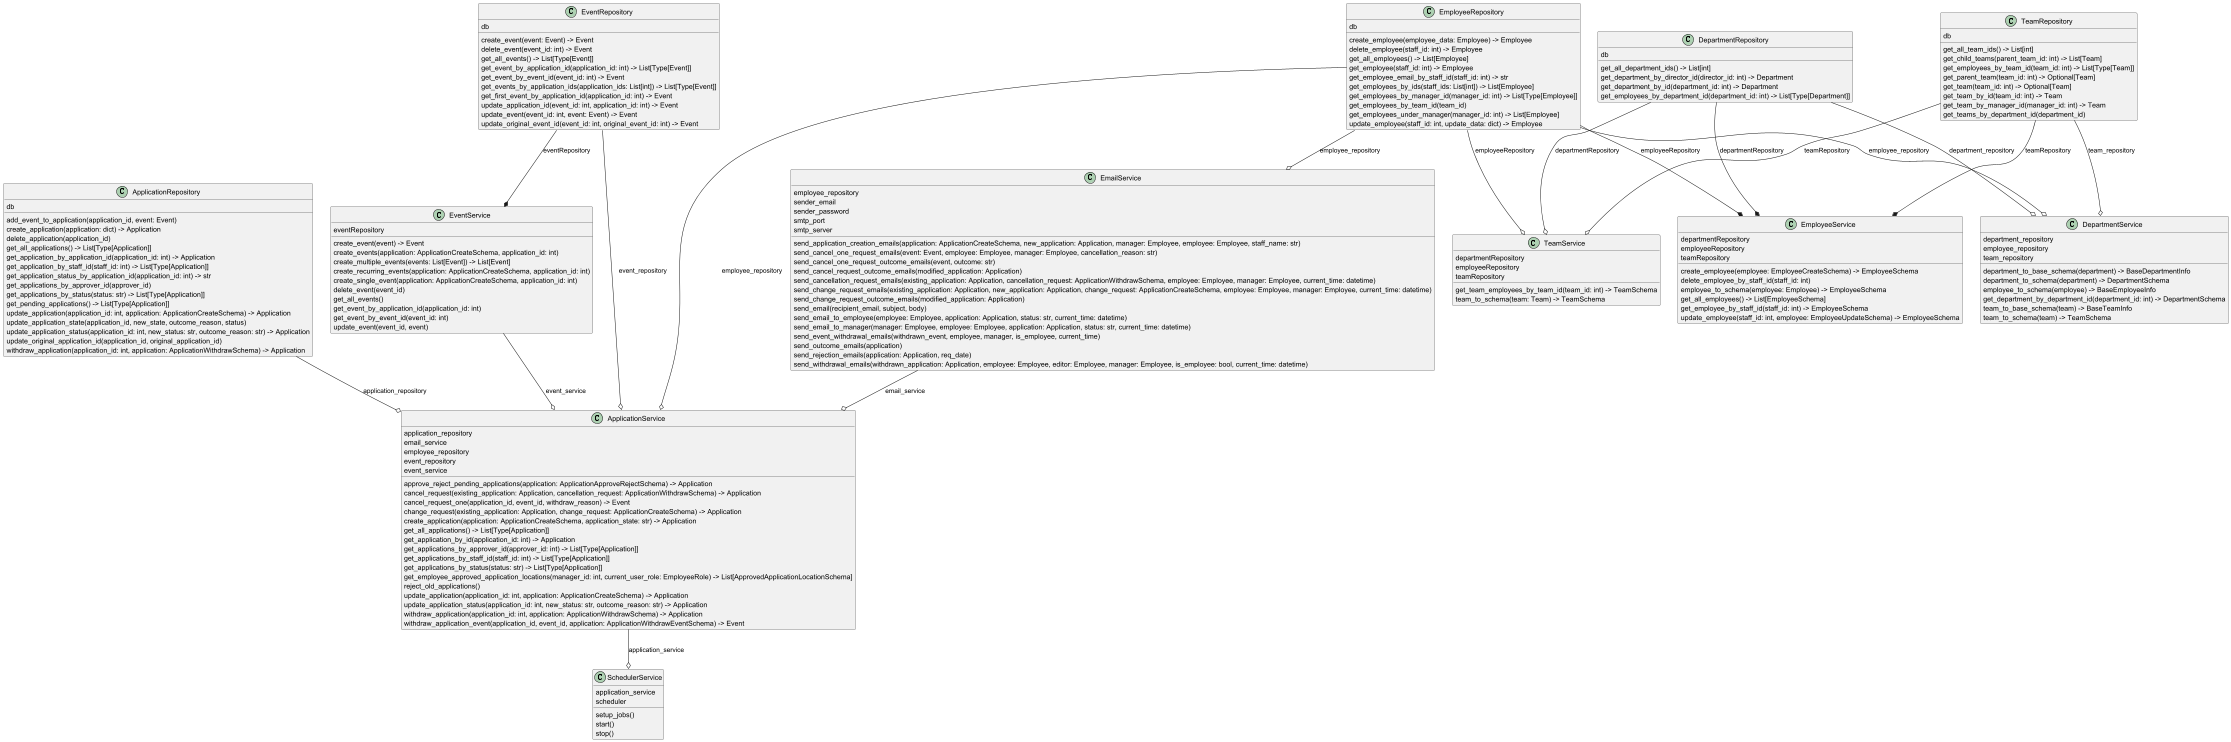 EventRepository
db
create_event(event: Event) -> Event
delete_event(event_id: int) -> Event
get_all_events() -> List[Type[Event]]
get_event_by_application_id(application_id: int) -> List[Type[Event]]
get_event_by_event_id(event_id: int) -> Event
get_events_by_application_ids(application_ids: List[int]) -> List[Type[Event]]
get_first_event_by_application_id(application_id: int) -> Event
update_application_id(event_id: int, application_id: int) -> Event
update_event(event_id: int, event: Event) -> Event
update_original_event_id(event_id: int, original_event_id: int) -> Event
EmployeeRepository
db
create_employee(employee_data: Employee) -> Employee
delete_employee(staff_id: int) -> Employee
get_all_employees() -> List[Employee]
get_employee(staff_id: int) -> Employee
get_employee_email_by_staff_id(staff_id: int) -> str
get_employees_by_ids(staff_ids: List[int]) -> List[Employee]
get_employees_by_manager_id(manager_id: int) -> List[Type[Employee]]
get_employees_by_team_id(team_id)
get_employees_under_manager(manager_id: int) -> List[Employee]
update_employee(staff_id: int, update_data: dict) -> Employee
DepartmentRepository
db
get_all_department_ids() -> List[int]
get_department_by_director_id(director_id: int) -> Department
get_department_by_id(department_id: int) -> Department
get_employees_by_department_id(department_id: int) -> List[Type[Department]]
TeamRepository
db
get_all_team_ids() -> List[int]
get_child_teams(parent_team_id: int) -> List[Team]
get_employees_by_team_id(team_id: int) -> List[Type[Team]]
get_parent_team(team_id: int) -> Optional[Team]
get_team(team_id: int) -> Optional[Team]
get_team_by_id(team_id: int) -> Team
get_team_by_manager_id(manager_id: int) -> Team
get_teams_by_department_id(department_id)
eventRepository
employee_repository
employeeRepository
departmentRepository
employeeRepository
departmentRepository
teamRepository
employee_repository
department_repository
teamRepository
team_repository
ApplicationRepository
db
add_event_to_application(application_id, event: Event)
create_application(application: dict) -> Application
delete_application(application_id)
get_all_applications() -> List[Type[Application]]
get_application_by_application_id(application_id: int) -> Application
get_application_by_staff_id(staff_id: int) -> List[Type[Application]]
get_application_status_by_application_id(application_id: int) -> str
get_applications_by_approver_id(approver_id)
get_applications_by_status(status: str) -> List[Type[Application]]
get_pending_applications() -> List[Type[Application]]
update_application(application_id: int, application: ApplicationCreateSchema) -> Application
update_application_state(application_id, new_state, outcome_reason, status)
update_application_status(application_id: int, new_status: str, outcome_reason: str) -> Application
update_original_application_id(application_id, original_application_id)
withdraw_application(application_id: int, application: ApplicationWithdrawSchema) -> Application
EventService
eventRepository
create_event(event) -> Event
create_events(application: ApplicationCreateSchema, application_id: int)
create_multiple_events(events: List[Event]) -> List[Event]
create_recurring_events(application: ApplicationCreateSchema, application_id: int)
create_single_event(application: ApplicationCreateSchema, application_id: int)
delete_event(event_id)
get_all_events()
get_event_by_application_id(application_id: int)
get_event_by_event_id(event_id: int)
update_event(event_id, event)
event_repository
employee_repository
EmailService
employee_repository
sender_email
sender_password
smtp_port
smtp_server
send_application_creation_emails(application: ApplicationCreateSchema, new_application: Application, manager: Employee, employee: Employee, staff_name: str)
send_cancel_one_request_emails(event: Event, employee: Employee, manager: Employee, cancellation_reason: str)
send_cancel_one_request_outcome_emails(event, outcome: str)
send_cancel_request_outcome_emails(modified_application: Application)
send_cancellation_request_emails(existing_application: Application, cancellation_request: ApplicationWithdrawSchema, employee: Employee, manager: Employee, current_time: datetime)
send_change_request_emails(existing_application: Application, new_application: Application, change_request: ApplicationCreateSchema, employee: Employee, manager: Employee, current_time: datetime)
send_change_request_outcome_emails(modified_application: Application)
send_email(recipient_email, subject, body)
send_email_to_employee(employee: Employee, application: Application, status: str, current_time: datetime)
send_email_to_manager(manager: Employee, employee: Employee, application: Application, status: str, current_time: datetime)
send_event_withdrawal_emails(withdrawn_event, employee, manager, is_employee, current_time)
send_outcome_emails(application)
send_rejection_emails(application: Application, req_date)
send_withdrawal_emails(withdrawn_application: Application, employee: Employee, editor: Employee, manager: Employee, is_employee: bool, current_time: datetime)
TeamService
departmentRepository
employeeRepository
teamRepository
get_team_employees_by_team_id(team_id: int) -> TeamSchema
team_to_schema(team: Team) -> TeamSchema
EmployeeService
departmentRepository
employeeRepository
teamRepository
create_employee(employee: EmployeeCreateSchema) -> EmployeeSchema
delete_employee_by_staff_id(staff_id: int)
employee_to_schema(employee: Employee) -> EmployeeSchema
get_all_employees() -> List[EmployeeSchema]
get_employee_by_staff_id(staff_id: int) -> EmployeeSchema
update_employee(staff_id: int, employee: EmployeeUpdateSchema) -> EmployeeSchema
DepartmentService
department_repository
employee_repository
team_repository
department_to_base_schema(department) -> BaseDepartmentInfo
department_to_schema(department) -> DepartmentSchema
employee_to_schema(employee) -> BaseEmployeeInfo
get_department_by_department_id(department_id: int) -> DepartmentSchema
team_to_base_schema(team) -> BaseTeamInfo
team_to_schema(team) -> TeamSchema
application_repository
event_service
email_service
ApplicationService
application_repository
email_service
employee_repository
event_repository
event_service
approve_reject_pending_applications(application: ApplicationApproveRejectSchema) -> Application
cancel_request(existing_application: Application, cancellation_request: ApplicationWithdrawSchema) -> Application
cancel_request_one(application_id, event_id, withdraw_reason) -> Event
change_request(existing_application: Application, change_request: ApplicationCreateSchema) -> Application
create_application(application: ApplicationCreateSchema, application_state: str) -> Application
get_all_applications() -> List[Type[Application]]
get_application_by_id(application_id: int) -> Application
get_applications_by_approver_id(approver_id: int) -> List[Type[Application]]
get_applications_by_staff_id(staff_id: int) -> List[Type[Application]]
get_applications_by_status(status: str) -> List[Type[Application]]
get_employee_approved_application_locations(manager_id: int, current_user_role: EmployeeRole) -> List[ApprovedApplicationLocationSchema]
reject_old_applications()
update_application(application_id: int, application: ApplicationCreateSchema) -> Application
update_application_status(application_id: int, new_status: str, outcome_reason: str) -> Application
withdraw_application(application_id: int, application: ApplicationWithdrawSchema) -> Application
withdraw_application_event(application_id, event_id, application: ApplicationWithdrawEventSchema) -> Event
application_service
SchedulerService
application_service
scheduler
setup_jobs()
start()
stop()